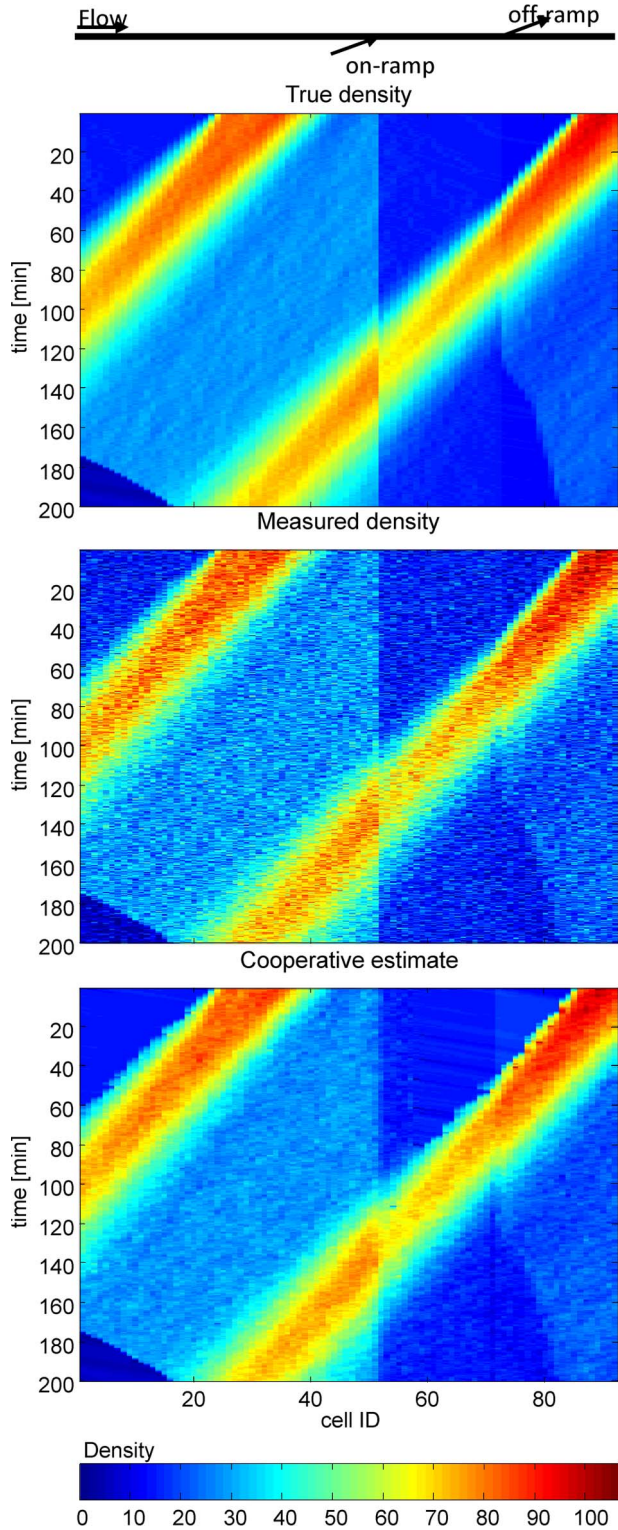 Flow
off-ramp
on-ramp
True density
20
40
60
80
100
120
140
160
180
200
time [min]
Measured density
20
40
60
80
100
120
140
160
180
200
time [min]
Cooperative estimate
20
40
60
80
100
120
140
160
180
200
time [min]
20 40 60 80
cell ID
Density
0 10 20 30 40 50 60 70 80 90 100